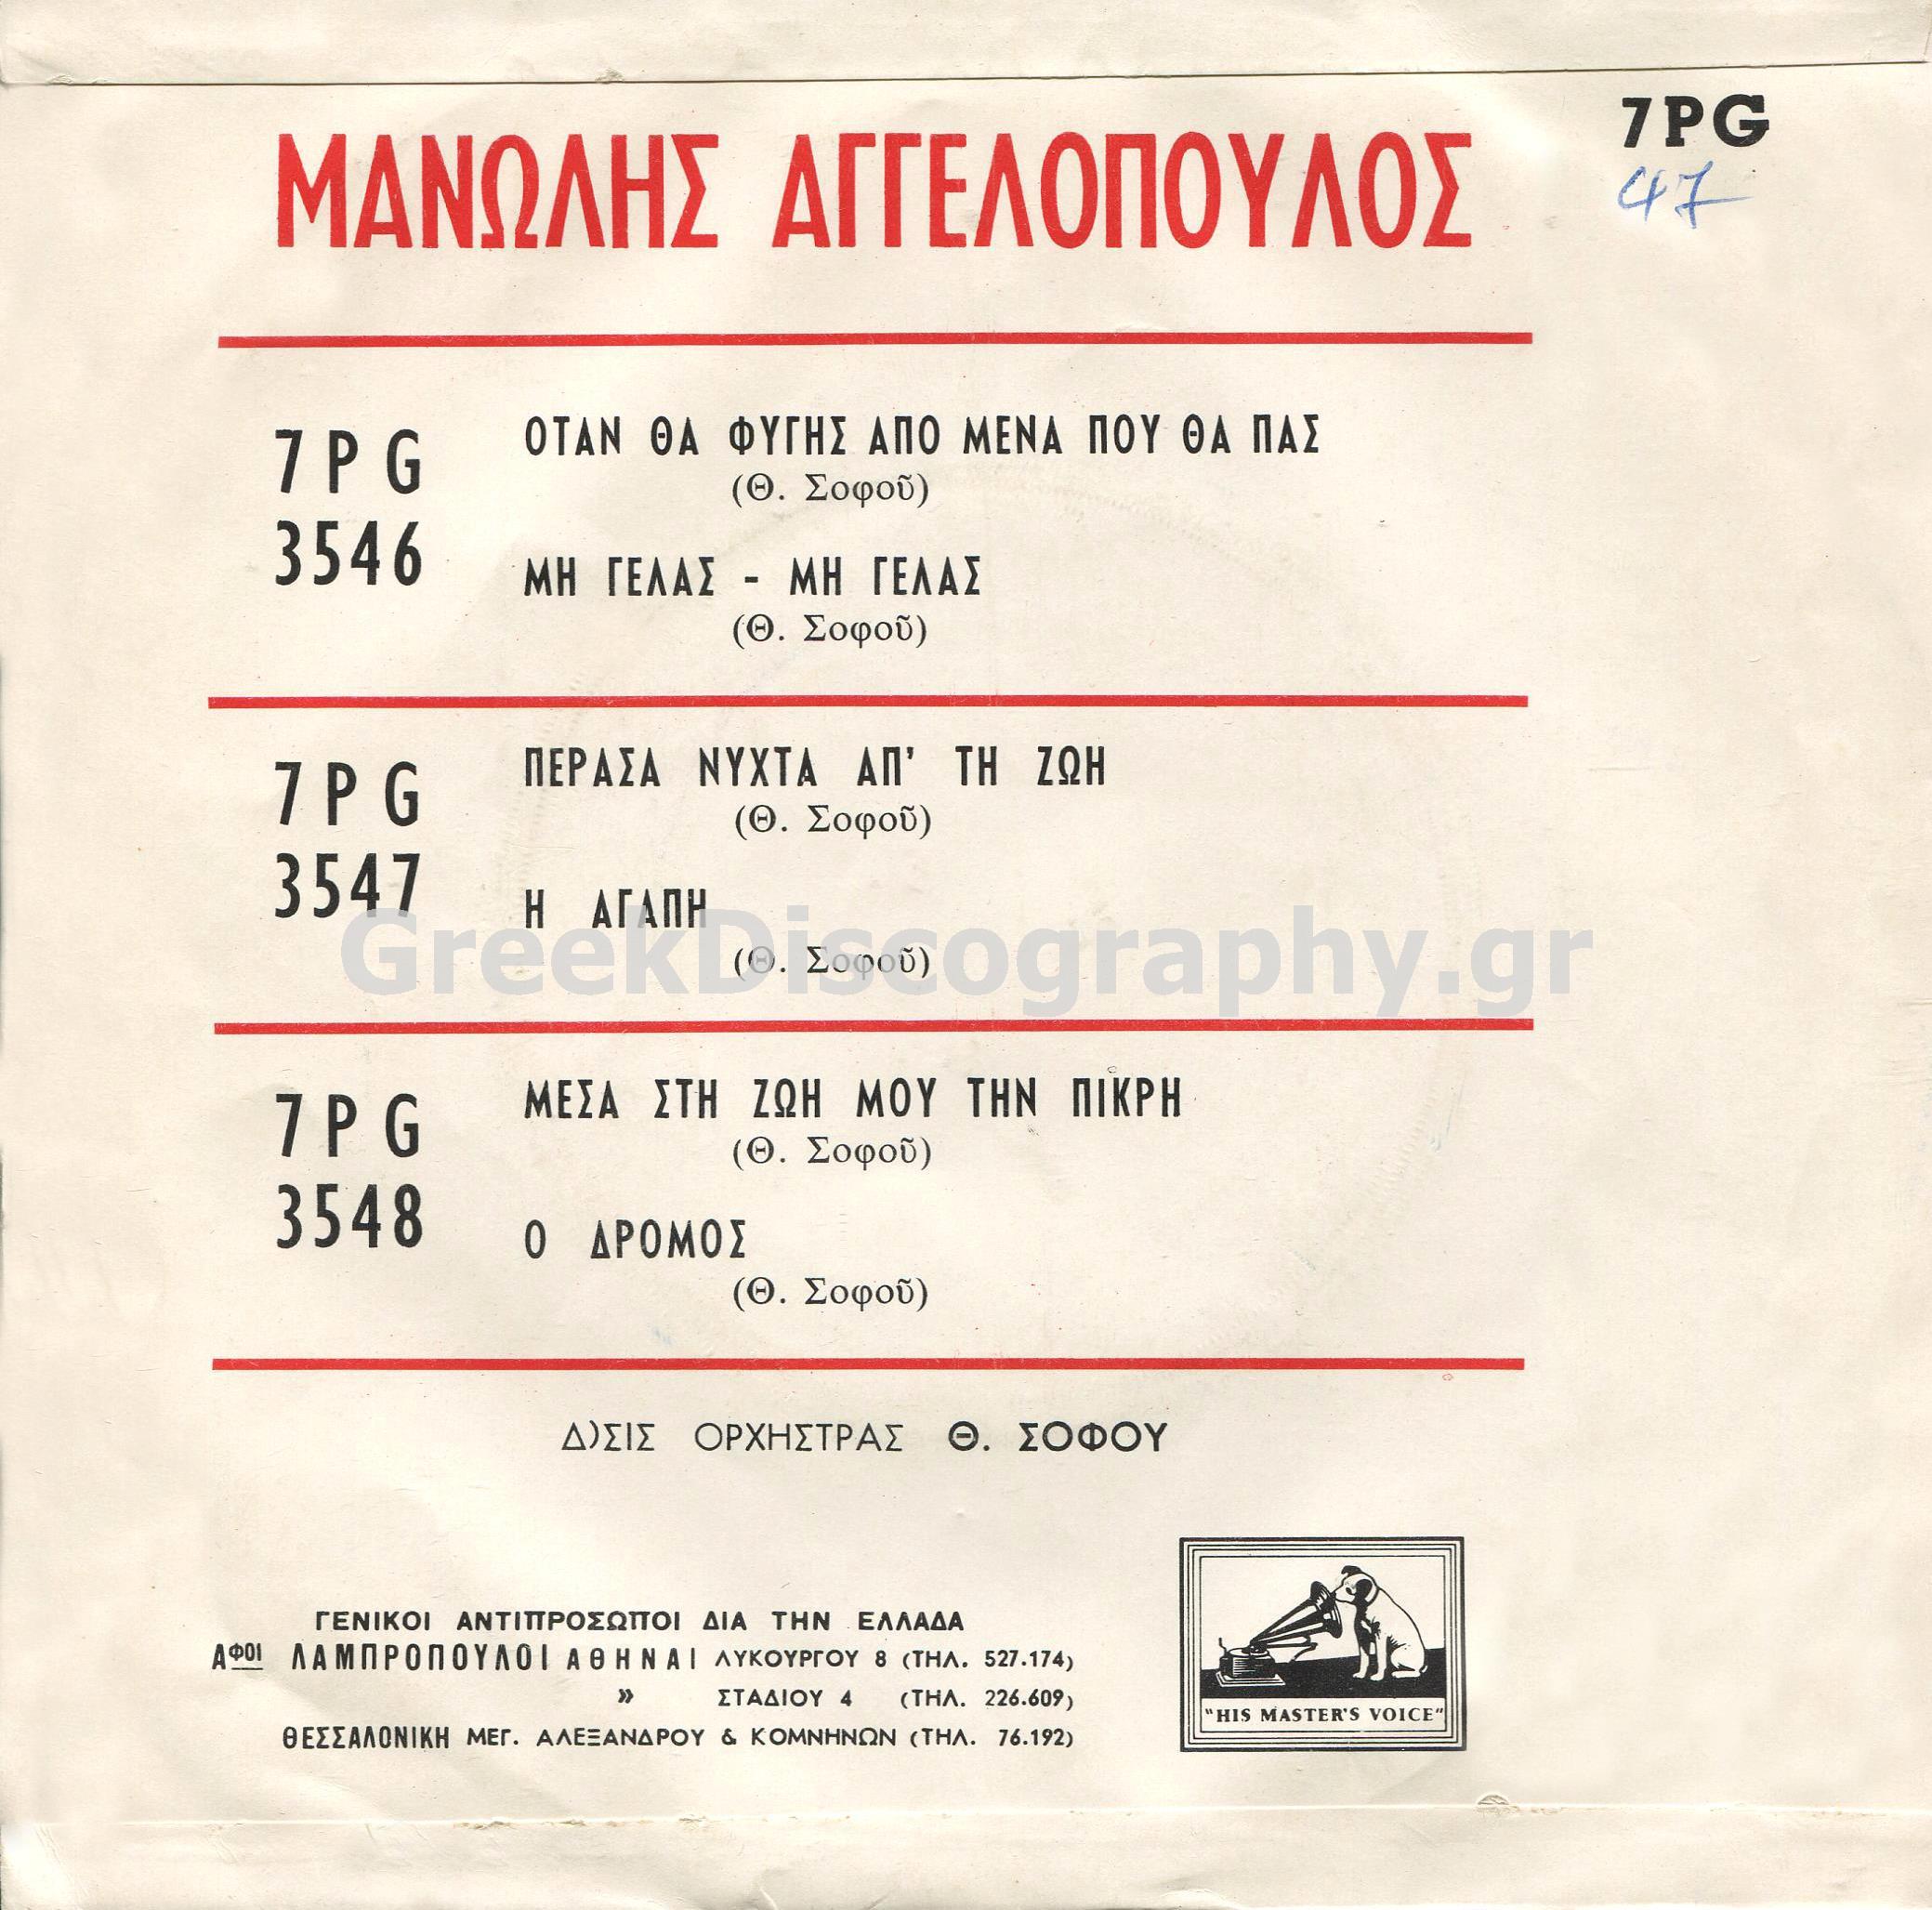 7PG
47
ΜΑΝΩΛΗΣ ΑΓΓΕΛΟΠΟΥΛΟΣ
7PG
3546
ΟΤΑΝ ΘΑ ΦΥΓΗΣ ΑΠΟ ΜΕΝΑ ΠΟΥ ΘΑ ΠΑΣ
(Θ. Σοφοῦ)
ΜΗ ΓΕΛΑΣ - ΜΗ ΓΕΛΑΣ
(Θ. Σοφοῦ)
7PG
3547
ΠΕΡΑΣΑ ΝΥΧΤΑ ΑΠ' ΤΗ ΖΩΗ
(Θ. Σοφοῦ)
Η ΑΓΑΠΗ
(Θ. Σοφοῦ)
GreekDiscography.gr
7PG
3548
ΜΕΣΑ ΣΤΗ ΖΩΗ ΜΟΥ ΤΗΝ ΠΙΚΡΗ
(Θ. Σοφοῦ)
Ο ΔΡΟΜΟΣ
(Θ. Σοφοῦ)
Δ)ΣΙΣ ΟΡΧΗΣΤΡΑΣ Θ. ΣΟΦΟΥ
ΓΕΝΙΚΟΙ ΑΝΤΙΠΡΟΣΩΠΟΙ ΔΙΑ ΤΗΝ ΕΛΛΑΔΑ
ΑΦΟΙ ΛΑΜΠΡΟΠΟΥΛΟΙ ΑΘΗΝΑΙ ΛΥΚΟΥΡΓΟΥ 8 (ΤΗΛ. 527.174)
» ΣΤΑΔΙΟΥ 4 (ΤΗΛ. 226.609)
ΘΕΣΣΑΛΟΝΙΚΗ ΜΕΓ. ΑΛΕΞΑΝΔΡΟΥ & ΚΟΜΝΗΝΩΝ (ΤΗΛ. 76.192)
"HIS MASTER'S VOICE"